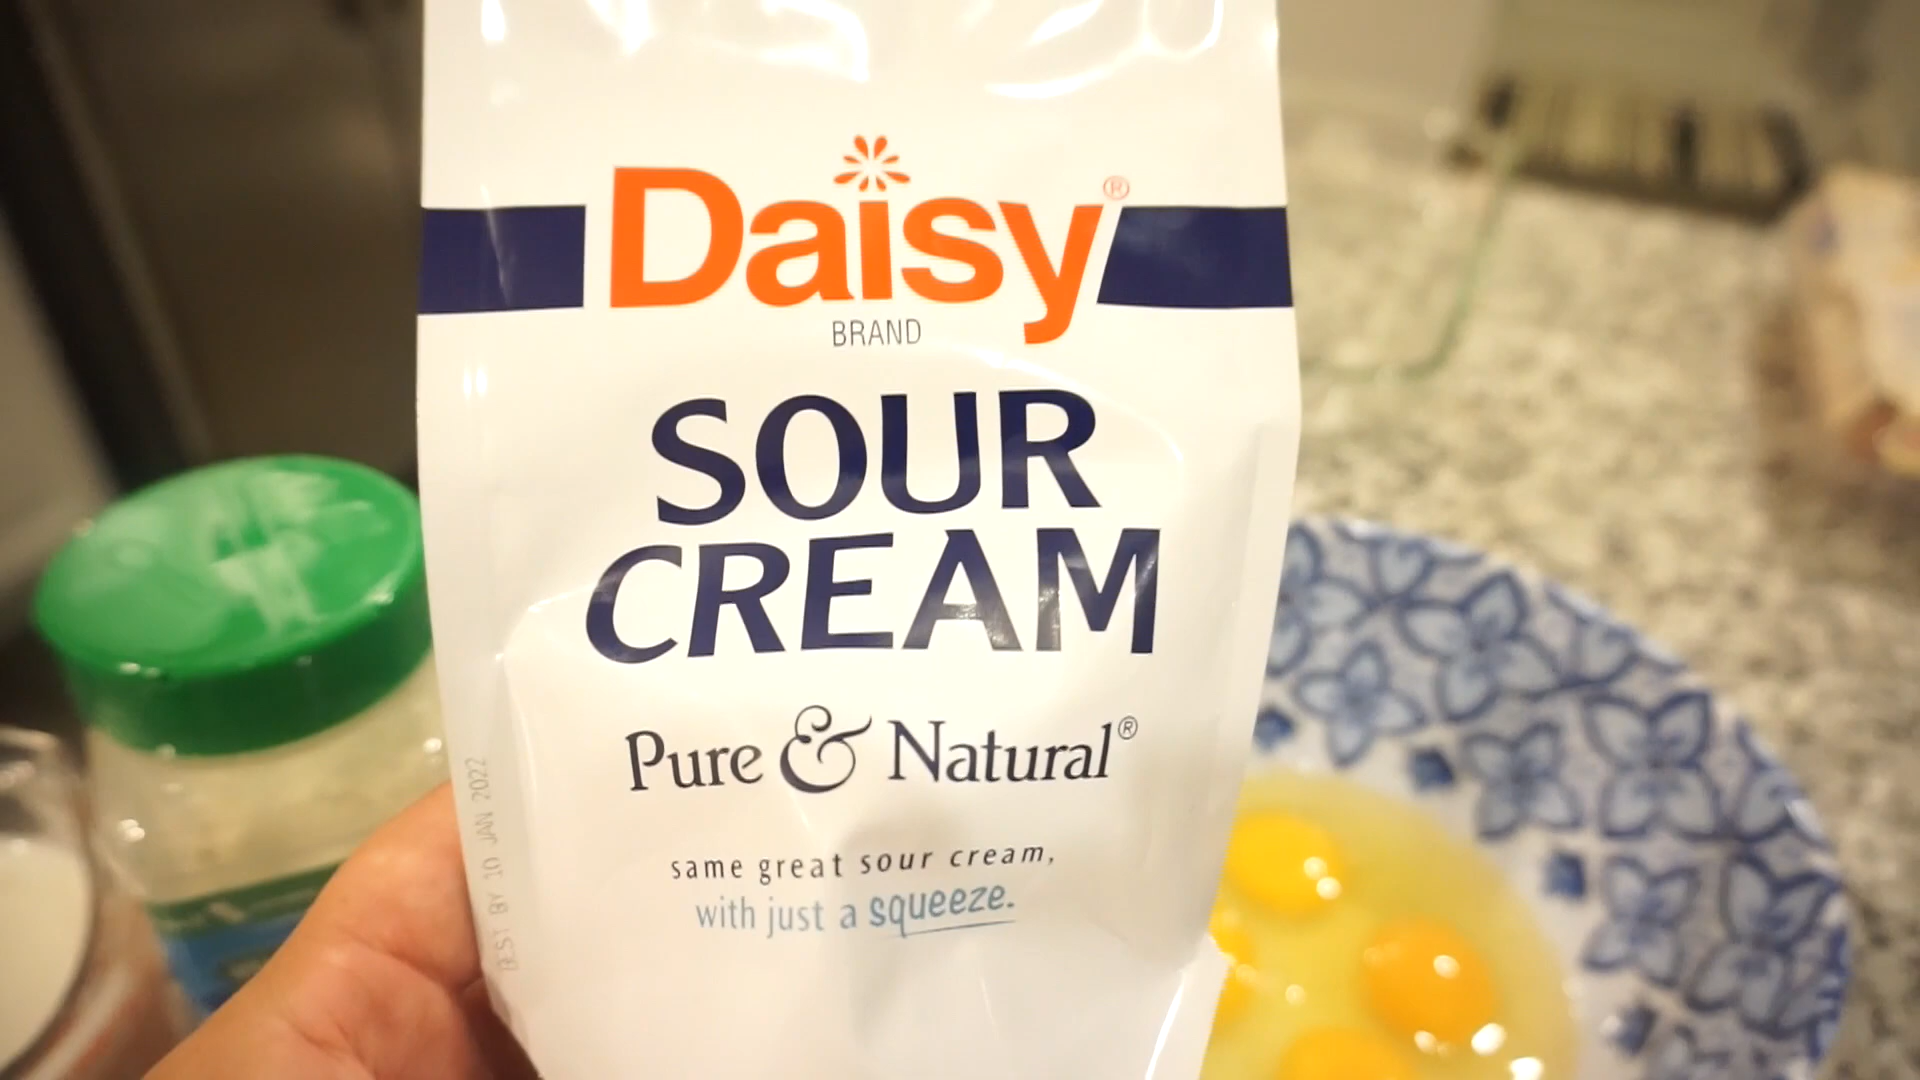 Daisy®
BRAND
SOUR
CREAM
Pure & Natural®
same great sour cream,
with just a squeeze.
BEST BY 10 JAN 2022